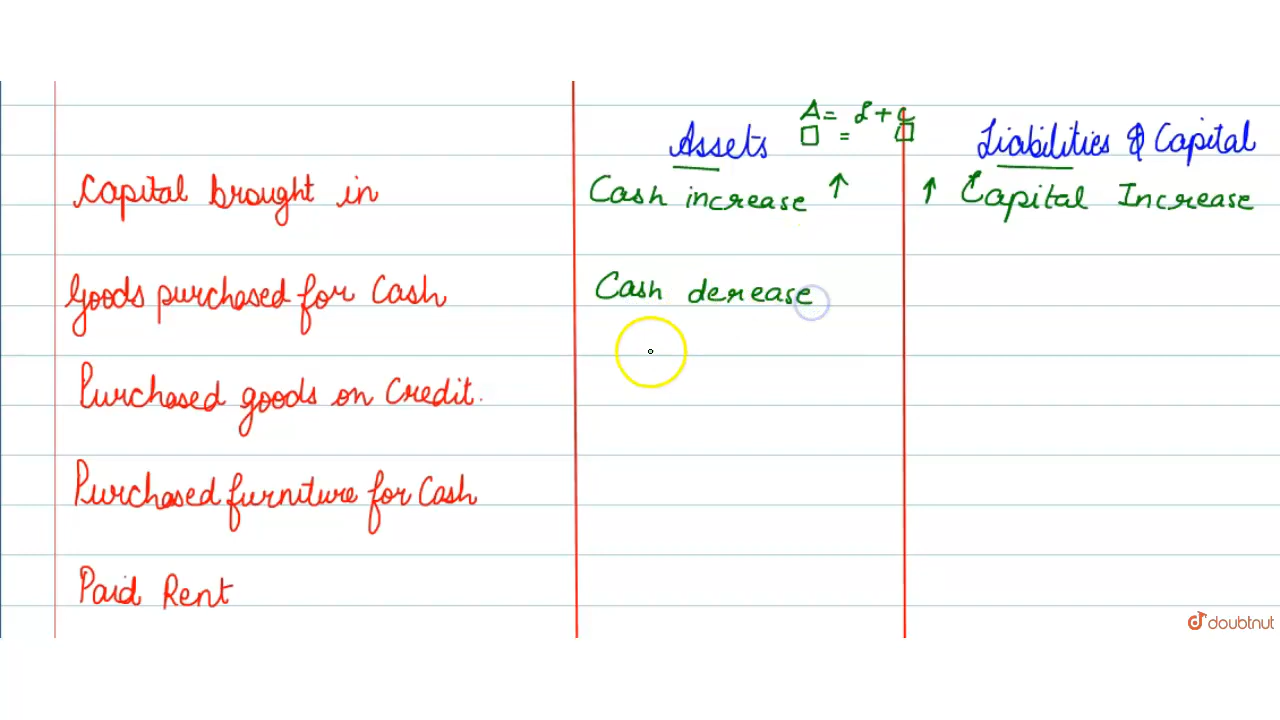 A = L + C
□ = □
Assets
Liabilities & Capital
Capital brought in
Cash increase ↑
↑ Capital Increase
Goods purchased for Cash
Cash derease
Purchased goods on Credit.
Purchased furniture for Cash
Paid Rent
doubtnut